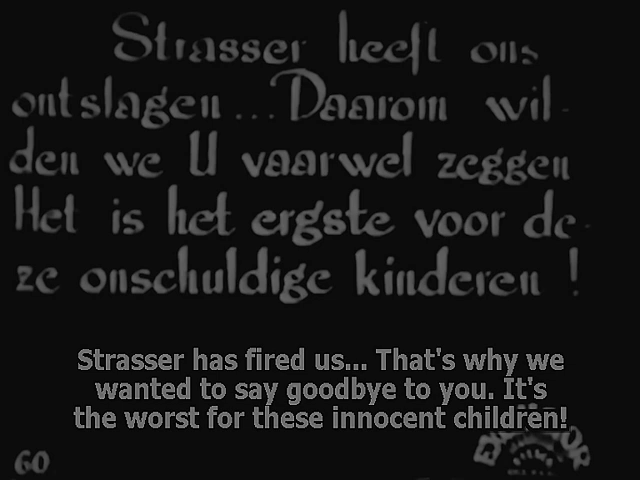 Strasser heeft ons
ontslagen... Daarom wil-
den we U vaarwel zeggen
Het is het ergste voor de-
ze onschuldige kinderen !
Strasser has fired us... That's why we
wanted to say goodbye to you. It's
the worst for these innocent children!
60